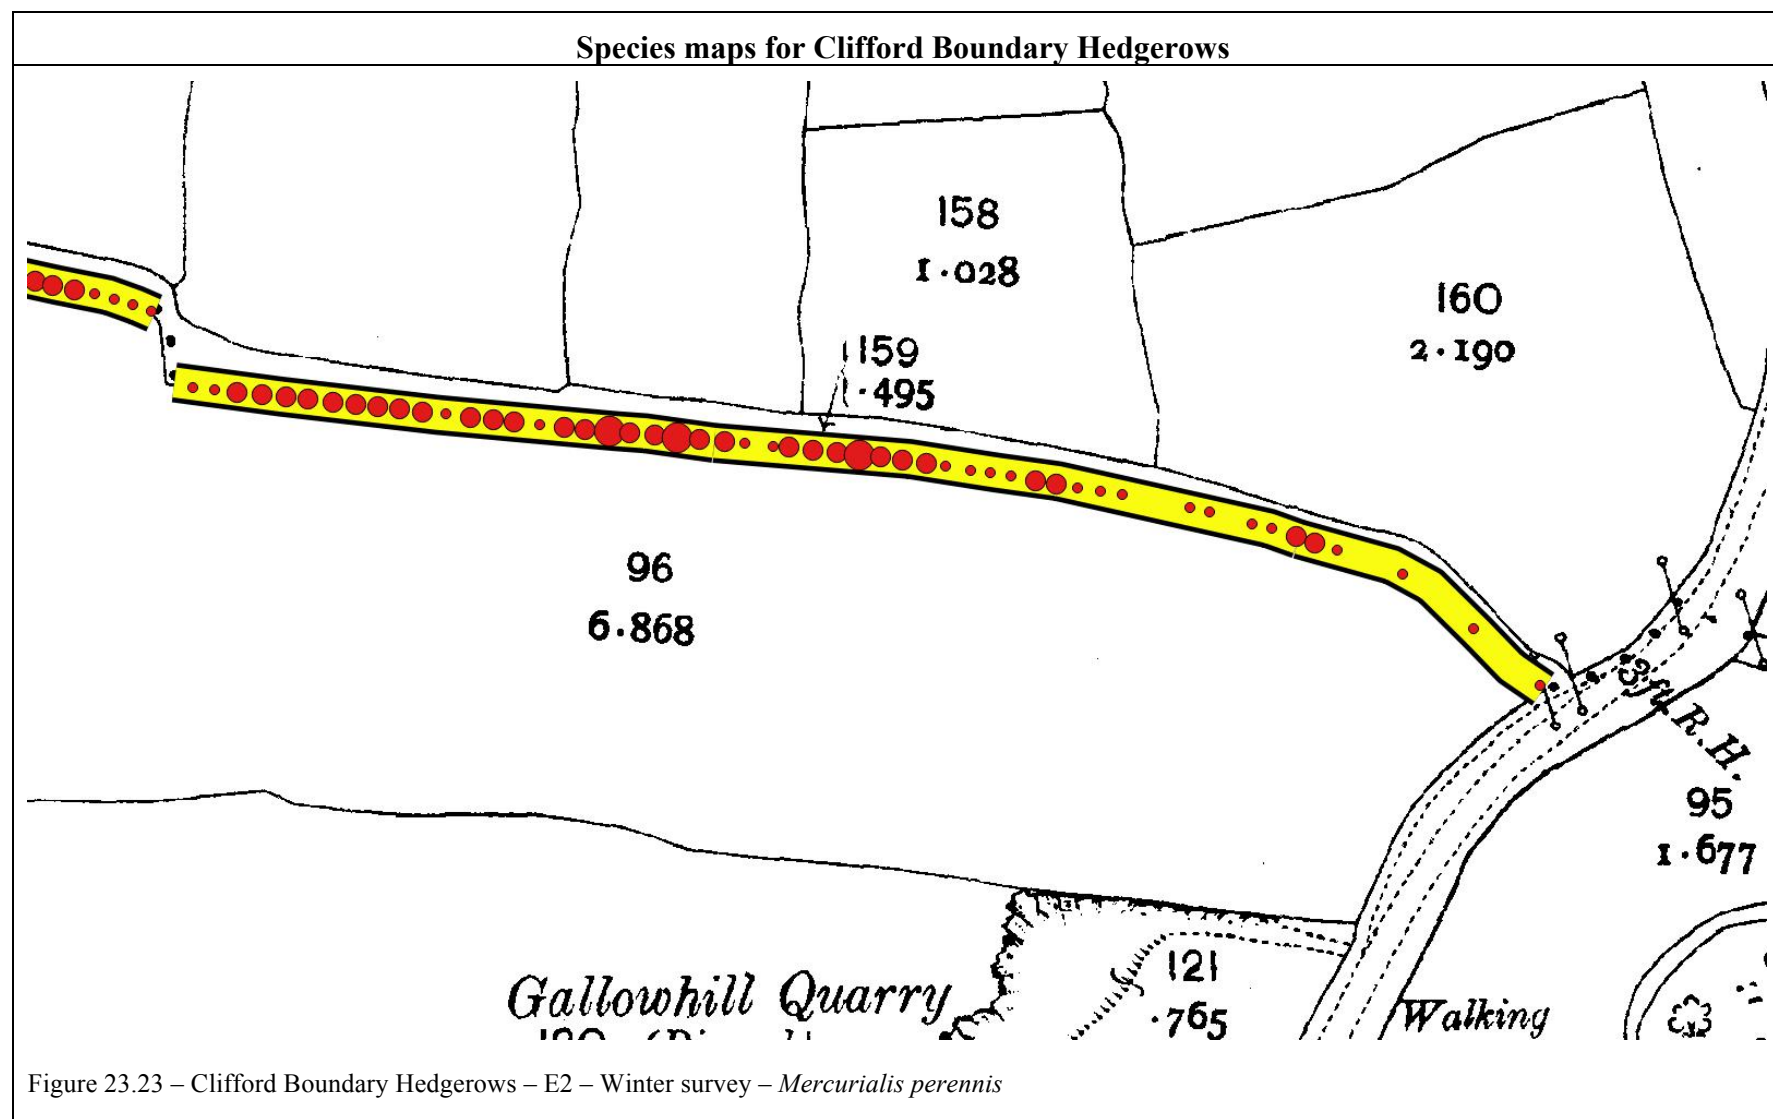 Species maps for Clifford Boundary Hedgerows
158
1·028
160
2·190
159
·495
96
6·868
3ft R.H.
95
1·677
121
·765
Gallowhill Quarry
Walking
Figure 23.23 – Clifford Boundary Hedgerows – E2 – Winter survey – Mercurialis perennis